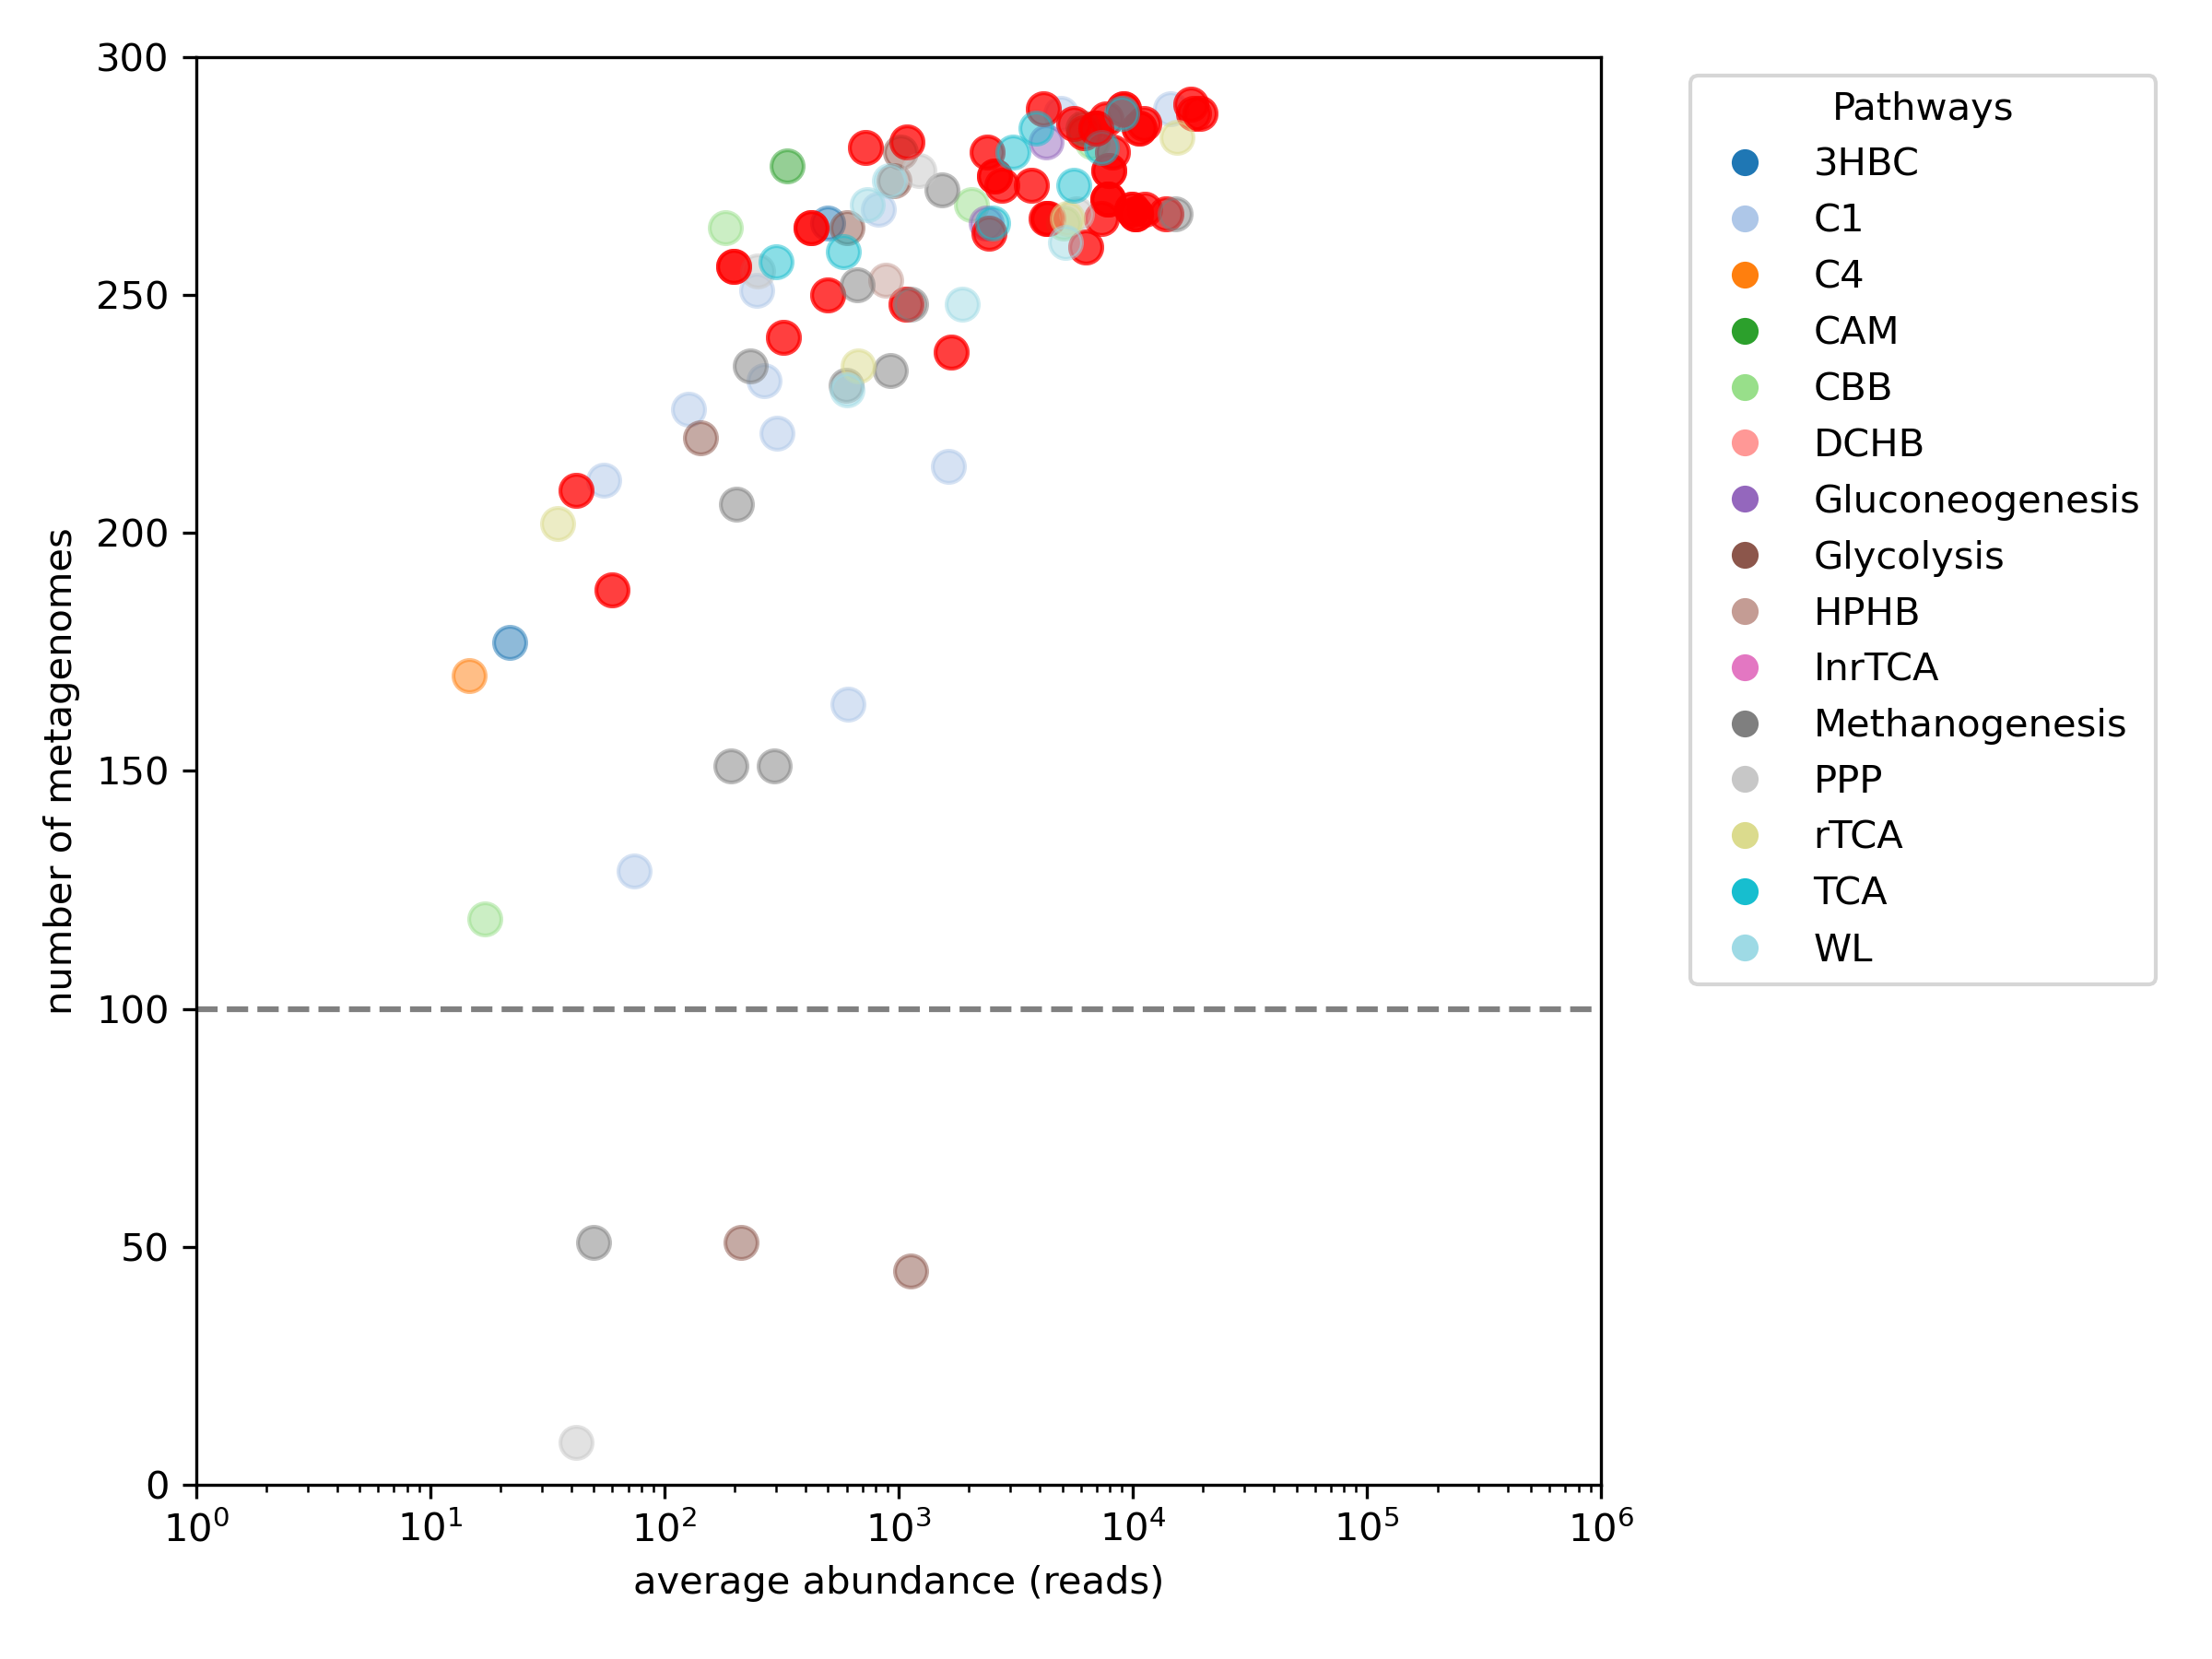 300
250
200
150
100
50
0
number of metagenomes
10⁰ 10¹ 10² 10³ 10⁴ 10⁵ 10⁶
average abundance (reads)
Pathways
3HBC
C1
C4
CAM
CBB
DCHB
Gluconeogenesis
Glycolysis
HPHB
InrTCA
Methanogenesis
PPP
rTCA
TCA
WL